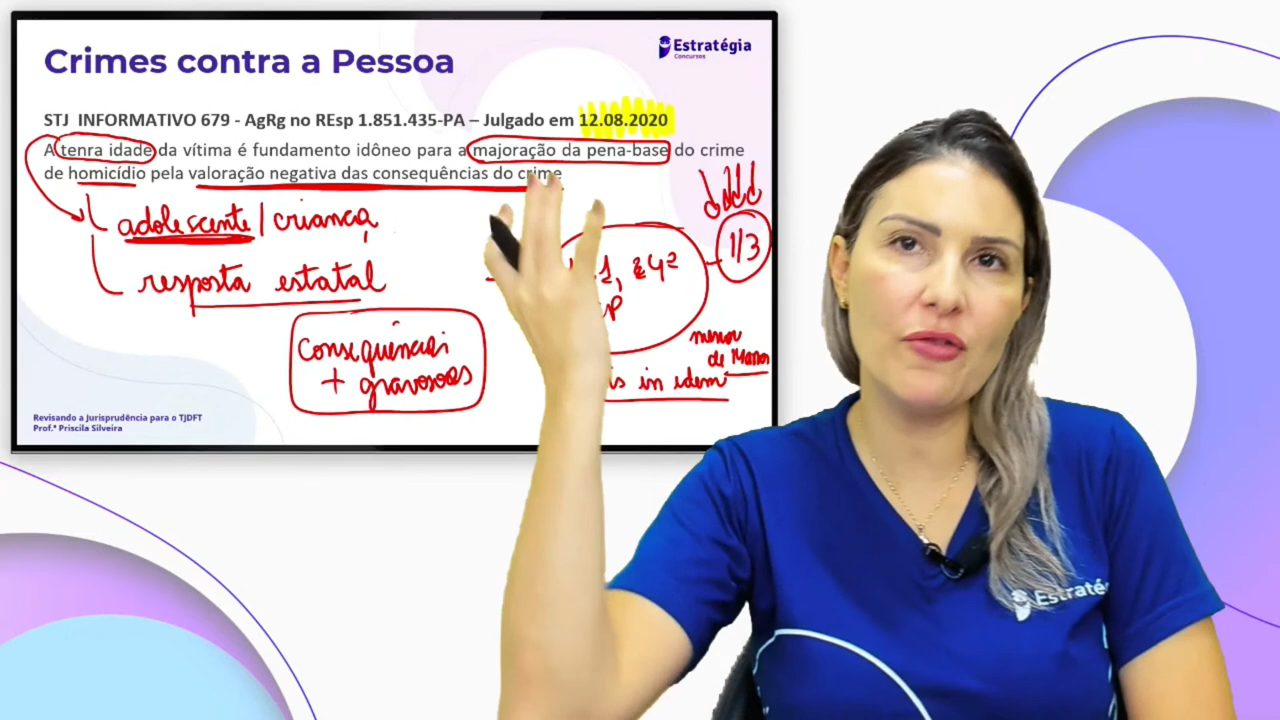 Crimes contra a Pessoa
Estratégia
Concursos
STJ INFORMATIVO 679 - AgRg no REsp 1.851.435-PA – Julgado em 12.08.2020
A tenra idade da vítima é fundamento idôneo para a majoração da pena-base do crime
de homicídio pela valoração negativa das consequências do crime
adolescente/criança
resposta estatal
1/3
Consequências
+ gravosas
menor
de
in idem
Revisando a Jurisprudência para o TJDFT
Prof.ª Priscila Silveira
Estraté